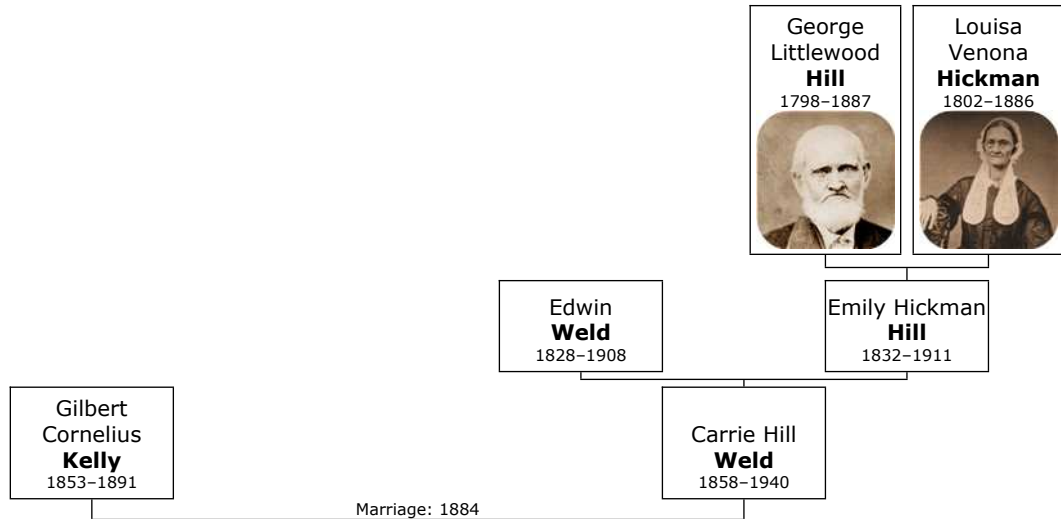 George
Littlewood
Hill
1798–1887
Louisa
Venona
Hickman
1802–1886
Edwin
Weld
1828–1908
Emily Hickman
Hill
1832–1911
Gilbert
Cornelius
Kelly
1853–1891
Carrie Hill
Weld
1858–1940
Marriage: 1884